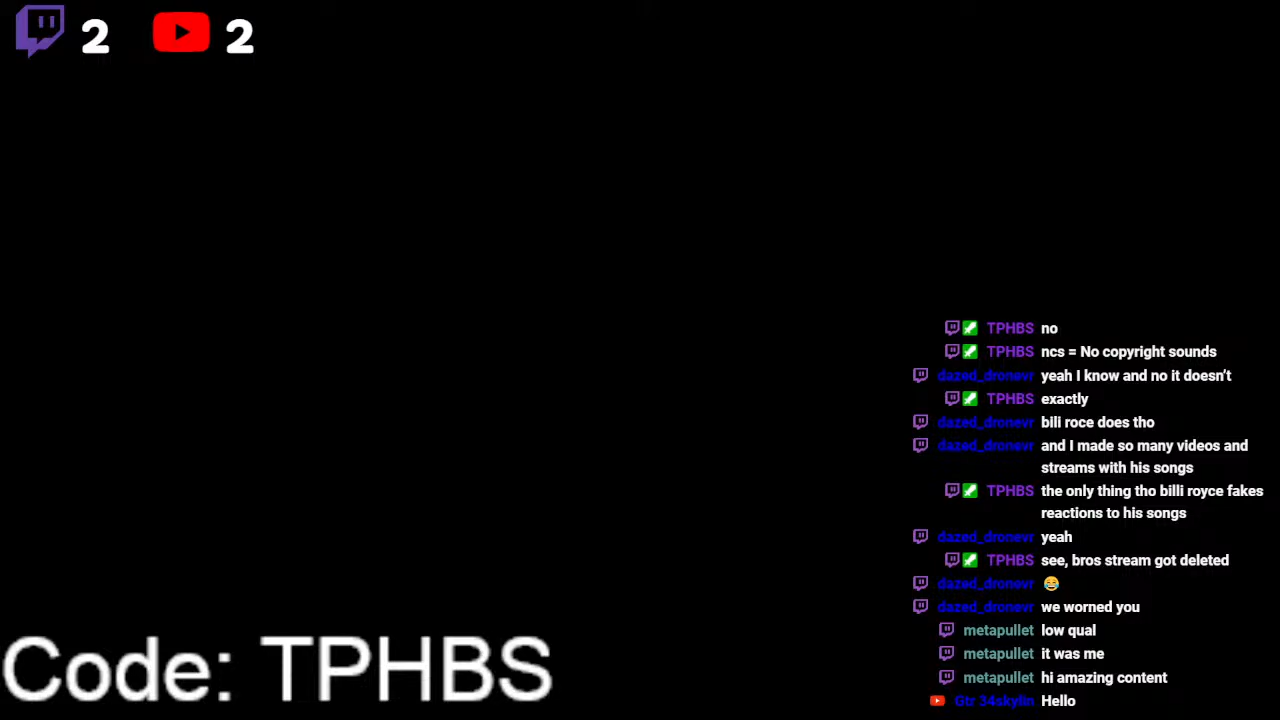 2 2
TPHBS no
TPHBS ncs = No copyright sounds
dazed_dronevr yeah I know and no it doesn't
TPHBS exactly
dazed_dronevr bili roce does tho
dazed_dronevr and I made so many videos and
streams with his songs
TPHBS the only thing tho billi royce fakes
reactions to his songs
dazed_dronevr yeah
TPHBS see, bros stream got deleted
dazed_dronevr 😂
dazed_dronevr we worned you
metapullet low qual
metapullet it was me
metapullet hi amazing content
Gtr 34skylin Hello
Code: TPHBS